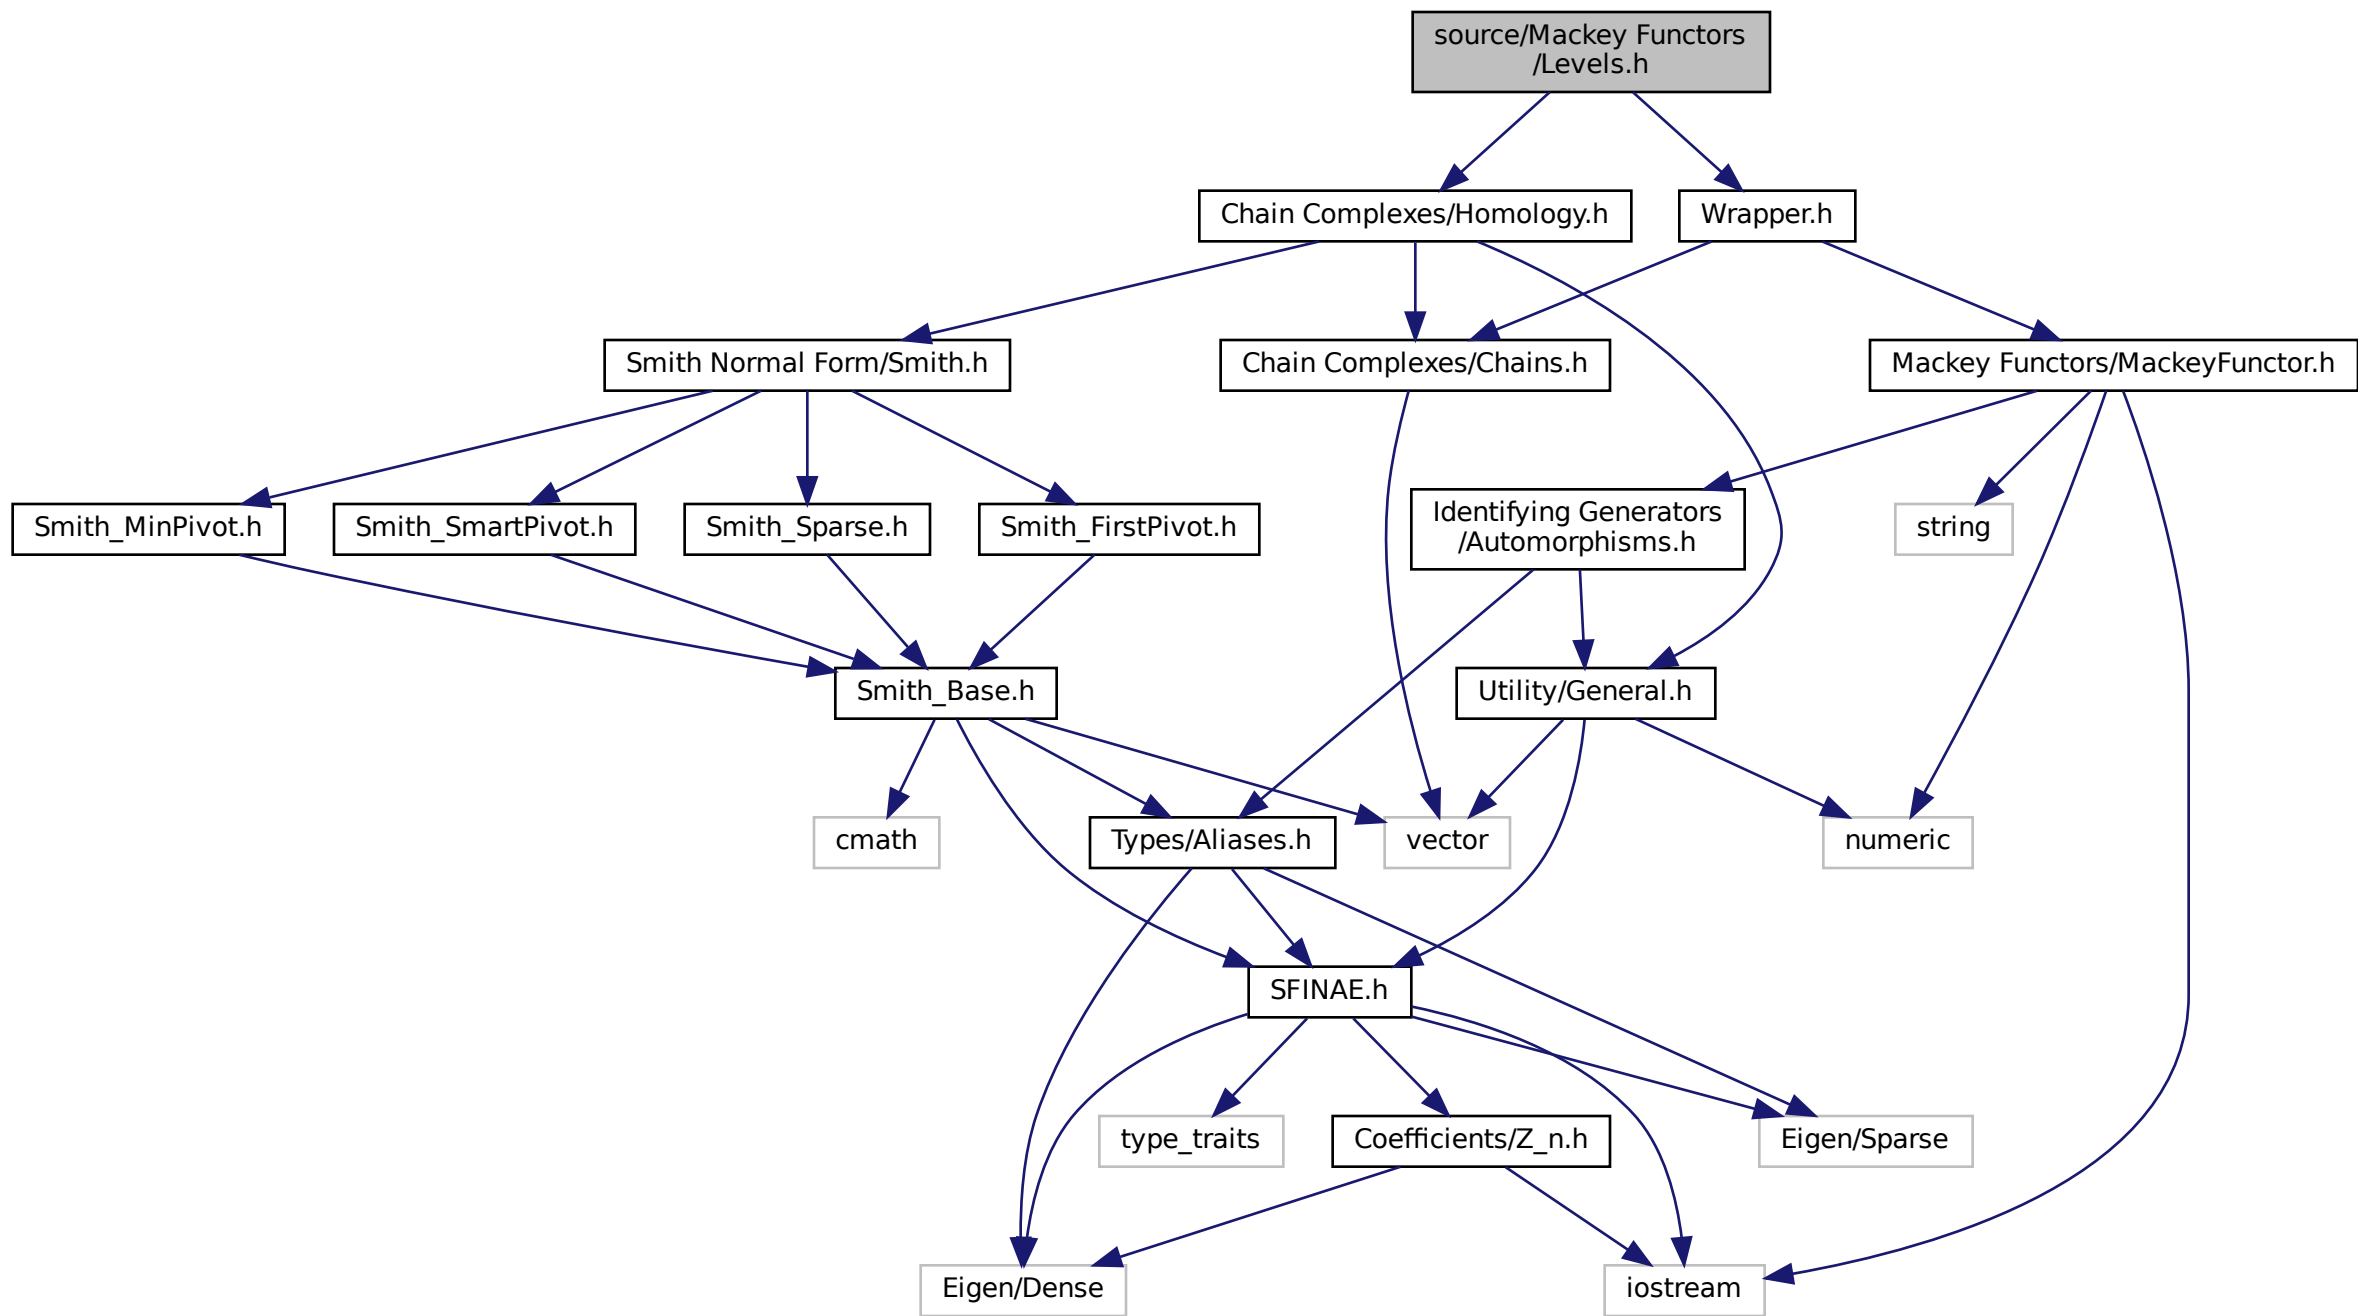 source/Mackey Functors
/Levels.h
Chain Complexes/Homology.h
Wrapper.h
Smith Normal Form/Smith.h
Chain Complexes/Chains.h
Mackey Functors/MackeyFunctor.h
Smith_MinPivot.h
Smith_SmartPivot.h
Smith_Sparse.h
Smith_FirstPivot.h
Identifying Generators
/Automorphisms.h
string
Smith_Base.h
Utility/General.h
cmath
Types/Aliases.h
vector
numeric
SFINAE.h
type_traits
Coefficients/Z_n.h
Eigen/Sparse
Eigen/Dense
iostream